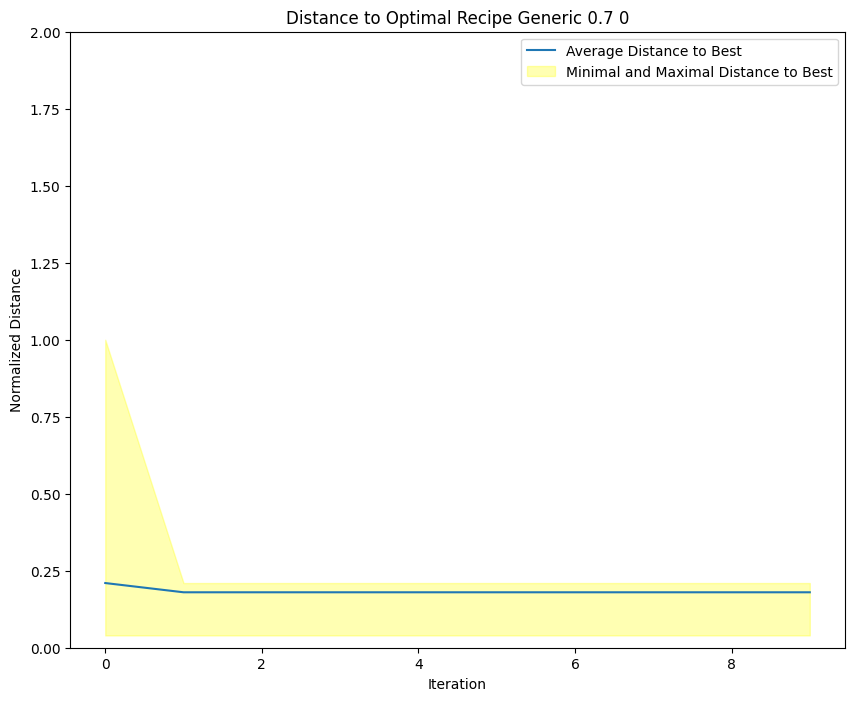 Distance to Optimal Recipe Generic 0.7 0
Average Distance to Best
Minimal and Maximal Distance to Best
Normalized Distance
2.00
1.75
1.50
1.25
1.00
0.75
0.50
0.25
0.00
0 2 4 6 8
Iteration